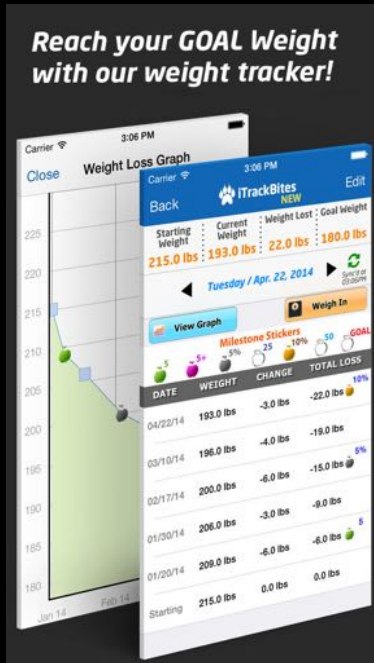 Reach your GOAL Weight
with our weight tracker!
Carrier 3:06 PM
Close Weight Loss Graph
225
220
215
210
205
200
195
190
185
180
Jan 14 Feb 14
Carrier 3:06 PM
Back iTrackBites Edit
NEW
Starting Weight Current Weight Weight Lost Goal Weight
215.0 lbs 193.0 lbs 22.0 lbs 180.0 lbs
Tuesday / Apr. 22, 2014 Sync'd at 03:06PM
View Graph Weigh In
Milestone Stickers
5 5+ 5% 25 10% 50 GOAL
DATE WEIGHT CHANGE TOTAL LOSS
04/22/14 193.0 lbs -3.0 lbs -22.0 lbs 10%
03/10/14 196.0 lbs -4.0 lbs -19.0 lbs
02/17/14 200.0 lbs -6.0 lbs -15.0 lbs 5%
01/30/14 206.0 lbs -3.0 lbs -9.0 lbs
01/20/14 209.0 lbs -6.0 lbs -6.0 lbs 5
Starting 215.0 lbs 0.0 lbs 0.0 lbs